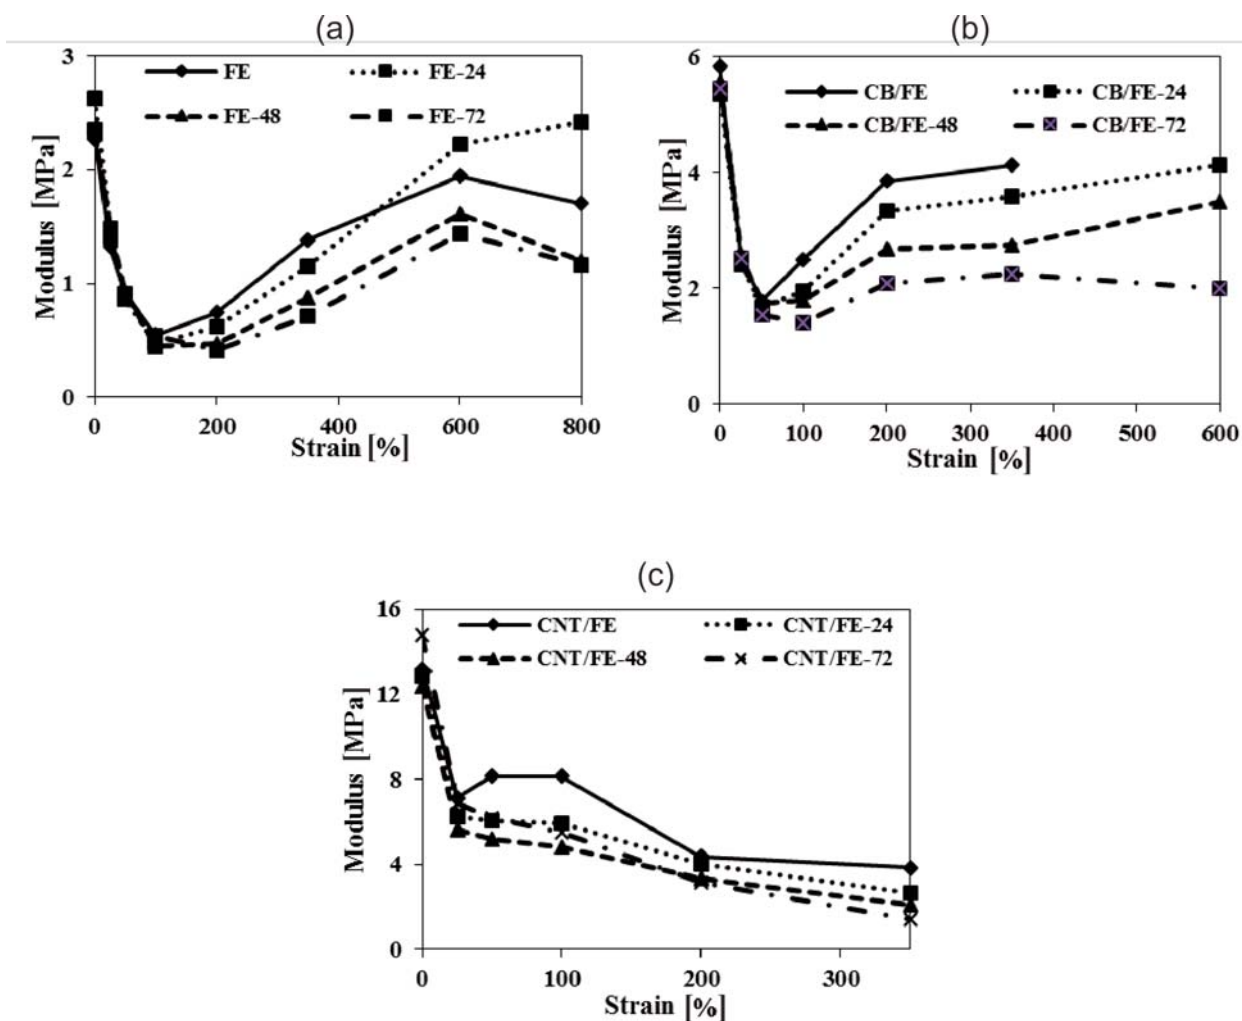 (a)
3
FE
FE-24
FE-48
FE-72
2
1
0
Modulus [MPa]
0
200
400
600
800
Strain [%]
(b)
6
CB/FE
CB/FE-24
CB/FE-48
CB/FE-72
4
2
0
Modulus [MPa]
0
100
200
300
400
500
600
Strain [%]
(c)
16
CNT/FE
CNT/FE-24
CNT/FE-48
CNT/FE-72
12
8
4
0
Modulus [MPa]
0
100
200
300
Strain [%]